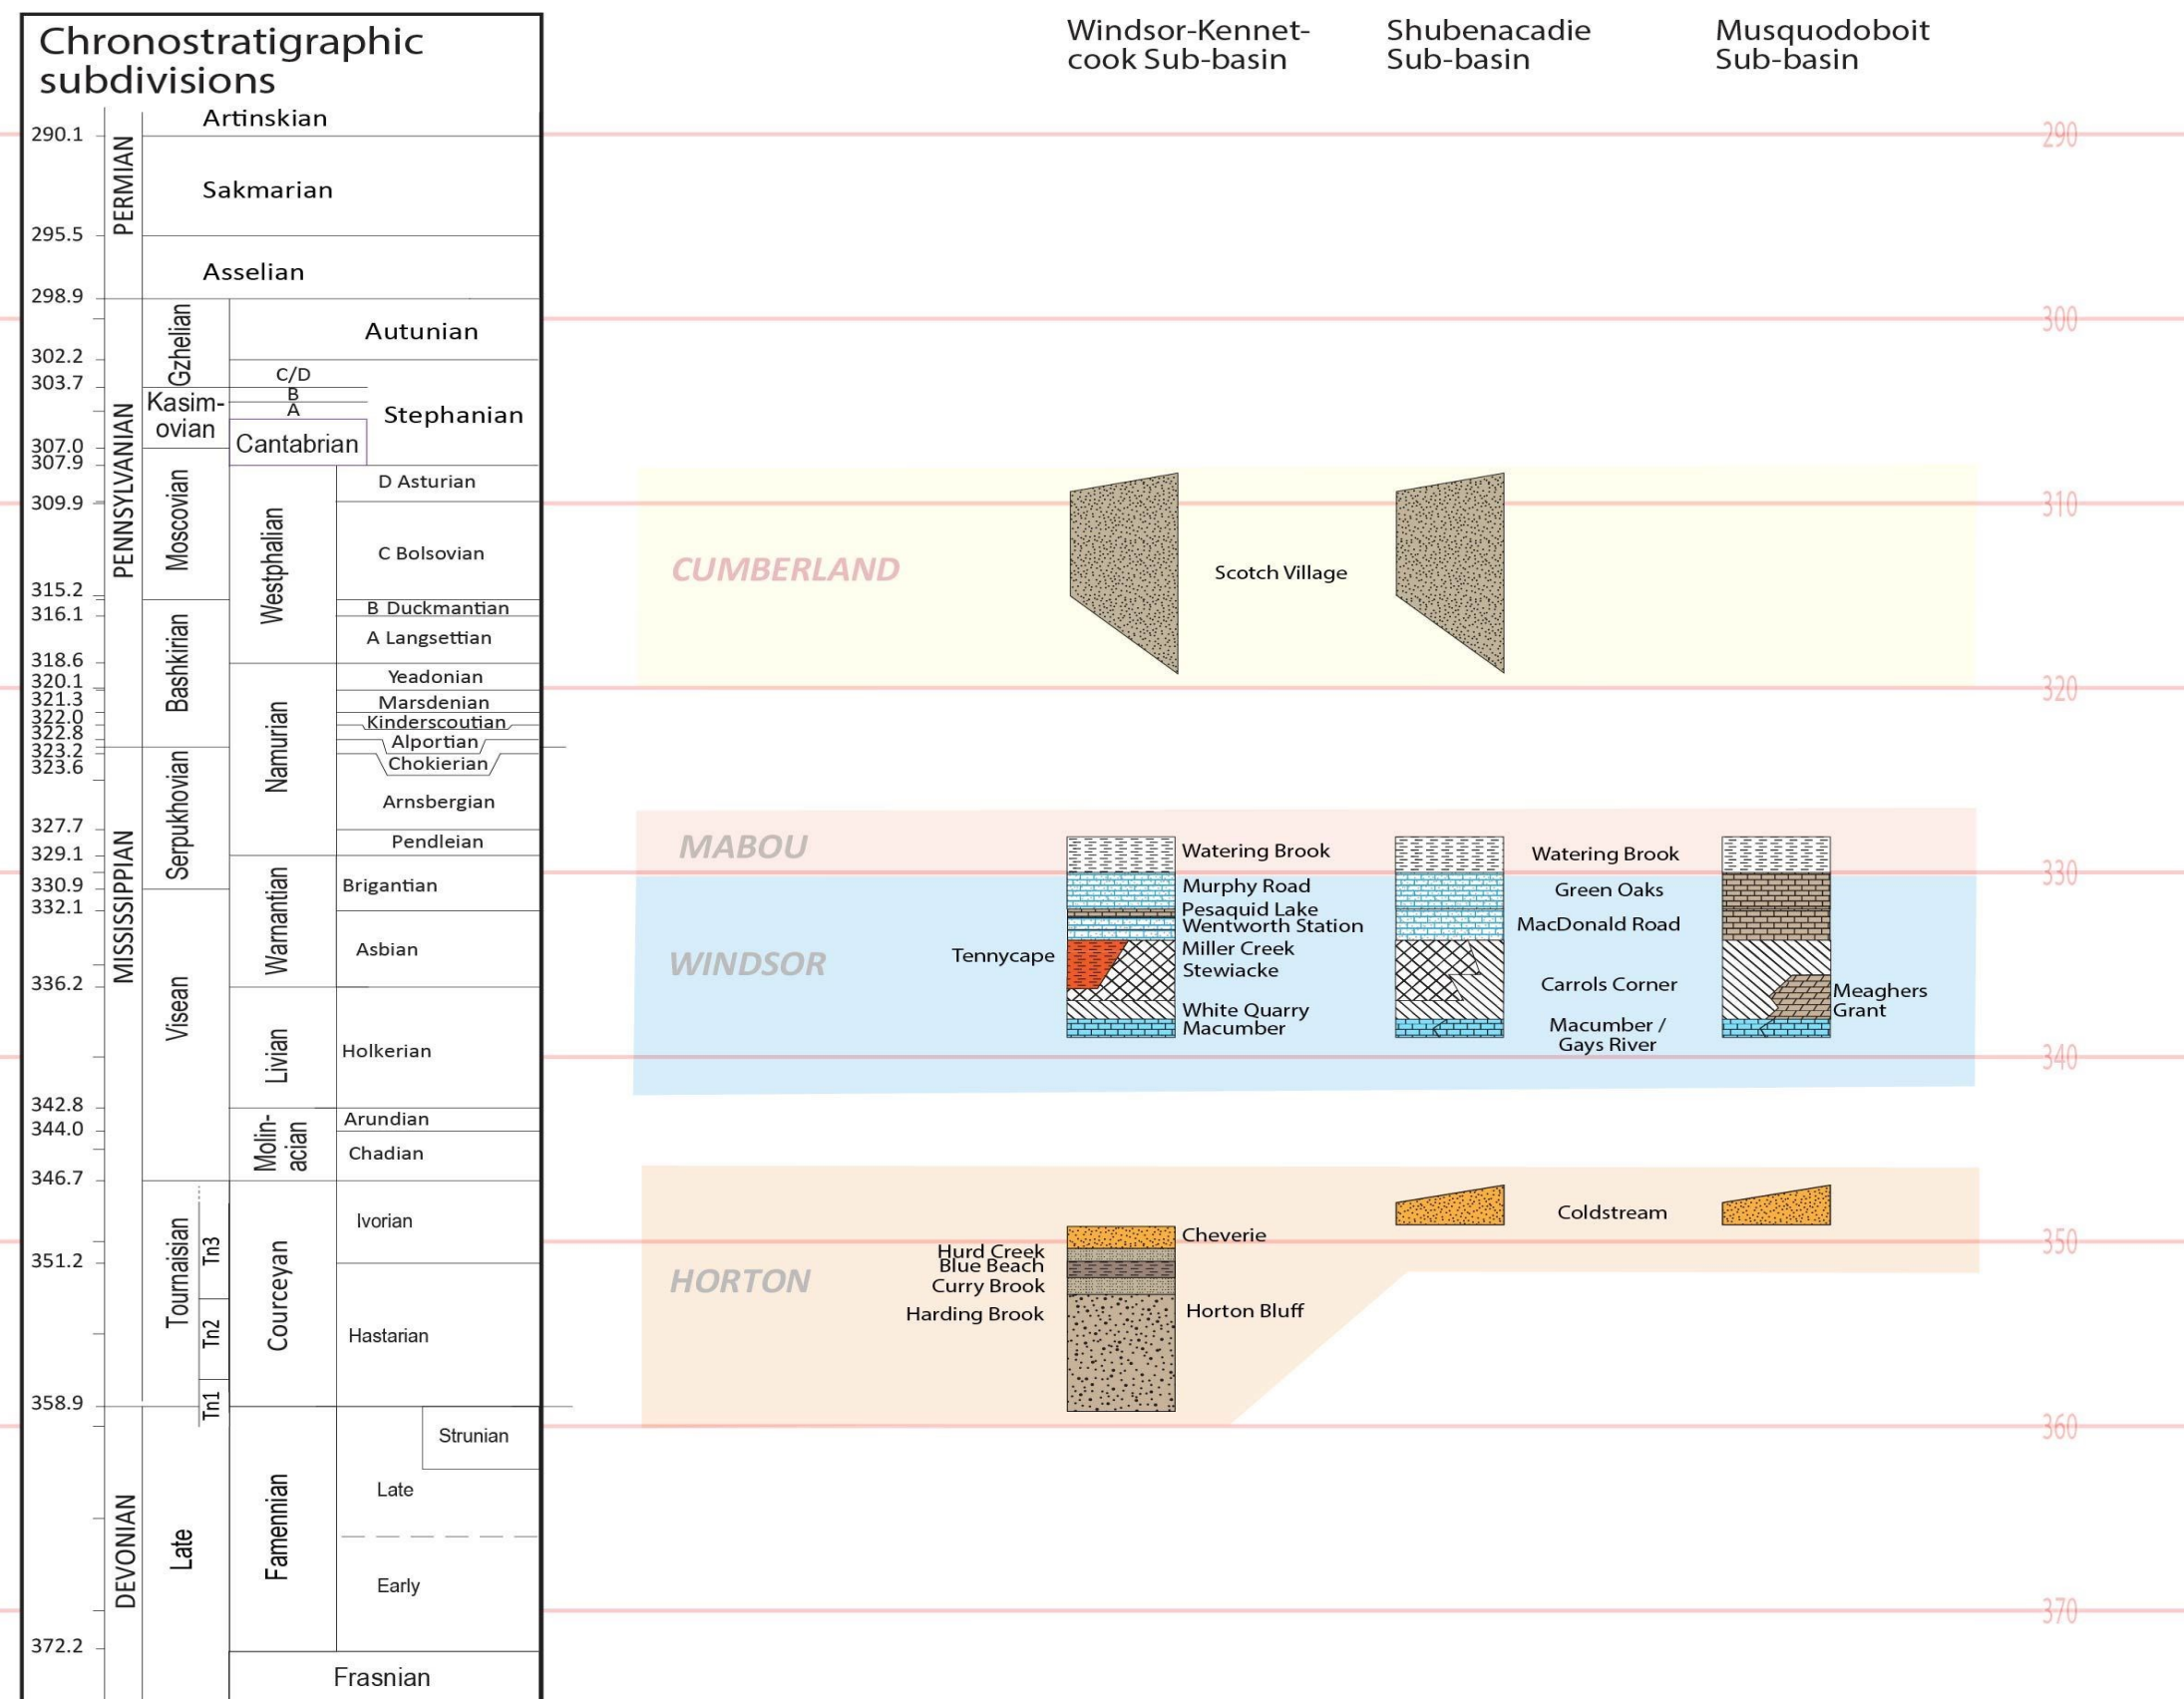 Chronostratigraphic
subdivisions
Windsor-Kennet-
cook Sub-basin
Shubenacadie
Sub-basin
Musquodoboit
Sub-basin
290.1
295.5
298.9
302.2
303.7
307.0
307.9
309.9
315.2
316.1
318.6
320.1
321.3
322.0
322.8
323.2
323.6
327.7
329.1
330.9
332.1
336.2
342.8
344.0
346.7
351.2
358.9
372.2
PERMIAN
PENNSYLVANIAN
MISSISSIPPIAN
DEVONIAN
Artinskian
Sakmarian
Asselian
Gzhelian
Kasim-
ovian
Moscovian
Bashkirian
Serpukhovian
Visean
Tournaisian
Tn3
Tn2
Tn1
Late
Autunian
C/D
B
A
Stephanian
Cantabrian
Westphalian
D Asturian
C Bolsovian
B Duckmantian
A Langsettian
Namurian
Yeadonian
Marsdenian
Kinderscoutian
Alportian
Chokierian
Arnsbergian
Pendleian
Warnantian
Brigantian
Asbian
Livian
Holkerian
Molin-
acian
Arundian
Chadian
Courceyan
Ivorian
Hastarian
Famennian
Strunian
Late
Early
Frasnian
CUMBERLAND
Scotch Village
MABOU
Watering Brook
Watering Brook
WINDSOR
Murphy Road
Pesaquid Lake
Wentworth Station
Tennycape
Miller Creek
Stewiacke
White Quarry
Macumber
Green Oaks
MacDonald Road
Carrols Corner
Macumber /
Gays River
Meaghers
Grant
HORTON
Cheverie
Hurd Creek
Blue Beach
Curry Brook
Harding Brook
Horton Bluff
Coldstream
290
300
310
320
330
340
350
360
370